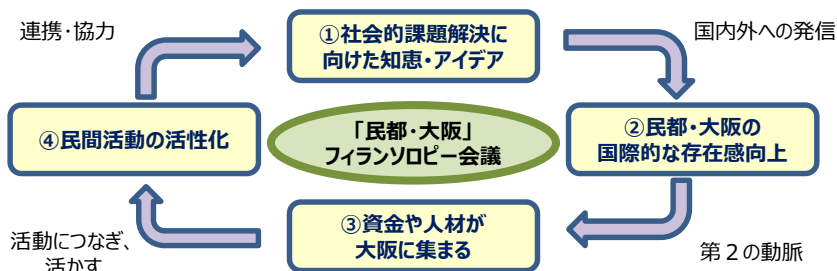 連携・協力
①社会的課題解決に
向けた知恵・アイデア
国内外への発信
④民間活動の活性化
「民都・大阪」
フィランソロピー会議
②民都・大阪の
国際的な存在感向上
③資金や人材が
大阪に集まる
活動につなぎ、
活かす
第２の動脈